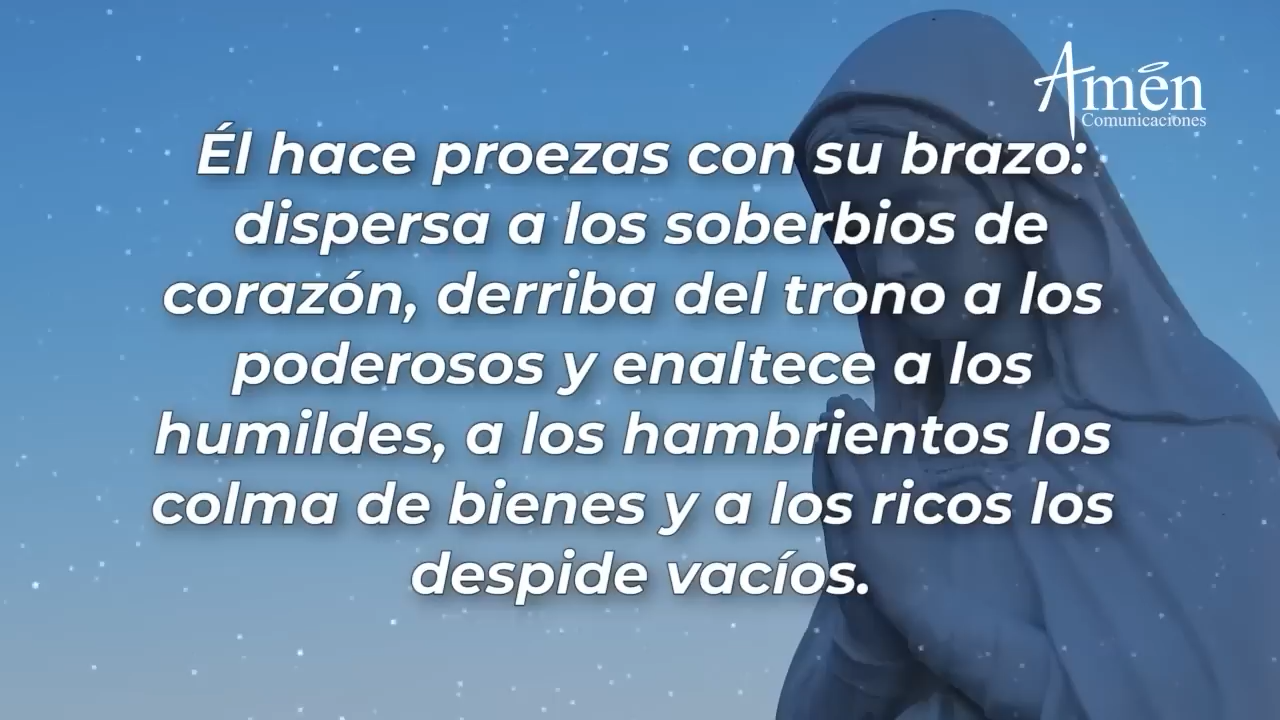 Amén
Comunicaciones
Él hace proezas con su brazo:
dispersa a los soberbios de
corazón, derriba del trono a los
poderosos y enaltece a los
humildes, a los hambrientos los
colma de bienes y a los ricos los
despide vacíos.